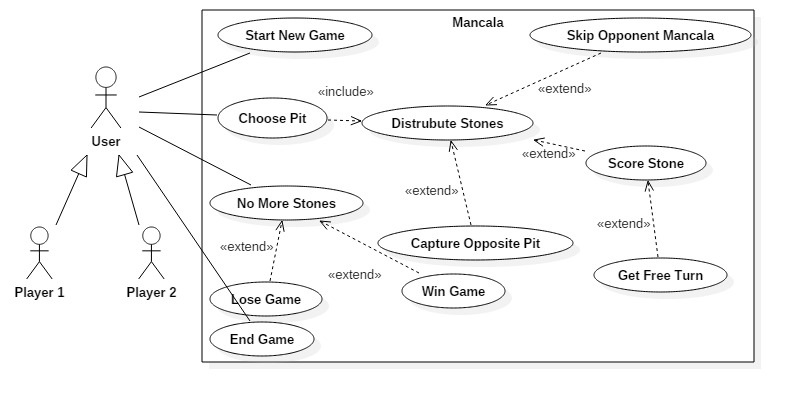 Mancala
Start New Game
Skip Opponent Mancala
«include»
«extend»
Choose Pit
Distrubute Stones
User
«extend»
Score Stone
«extend»
No More Stones
«extend»
Capture Opposite Pit
«extend»
«extend»
Get Free Turn
Player 1
Player 2
Lose Game
Win Game
End Game